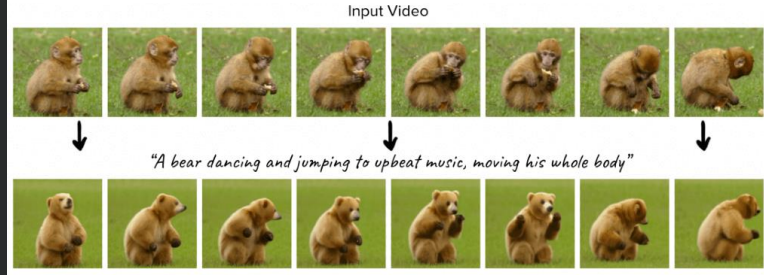 Input Video
“A bear dancing and jumping to upbeat music, moving his whole body”